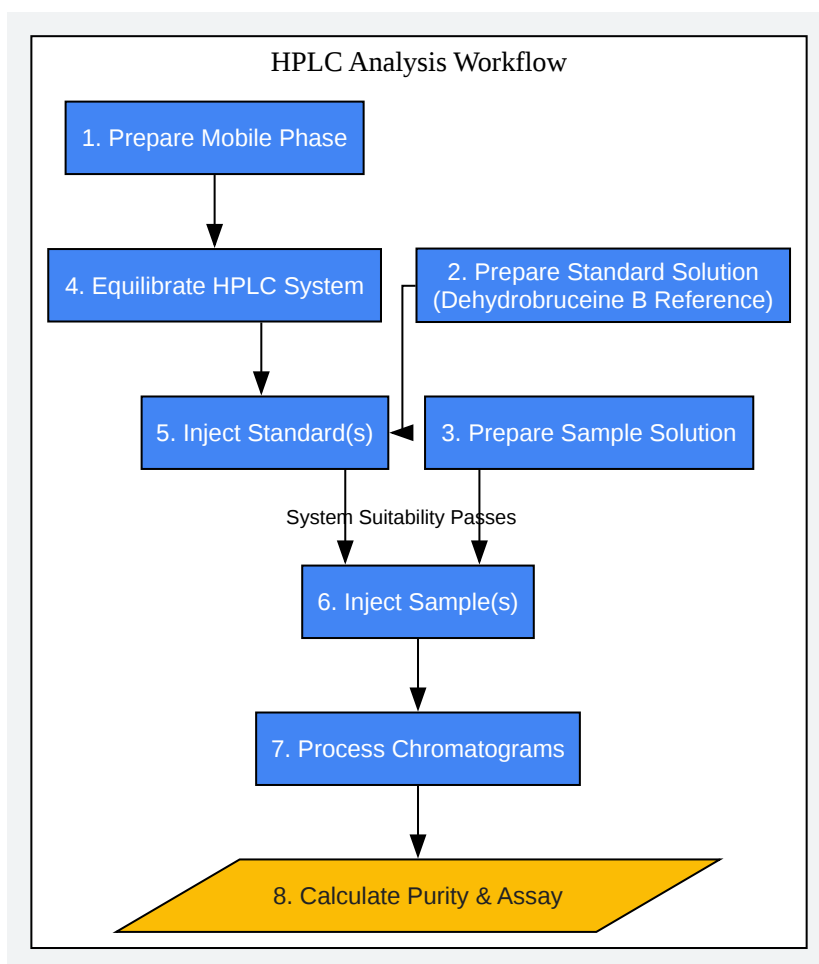 HPLC Analysis Workflow
1. Prepare Mobile Phase
4. Equilibrate HPLC System
2. Prepare Standard Solution
(Dehydrobruceine B Reference)
5. Inject Standard(s)
3. Prepare Sample Solution
System Suitability Passes
6. Inject Sample(s)
7. Process Chromatograms
8. Calculate Purity & Assay